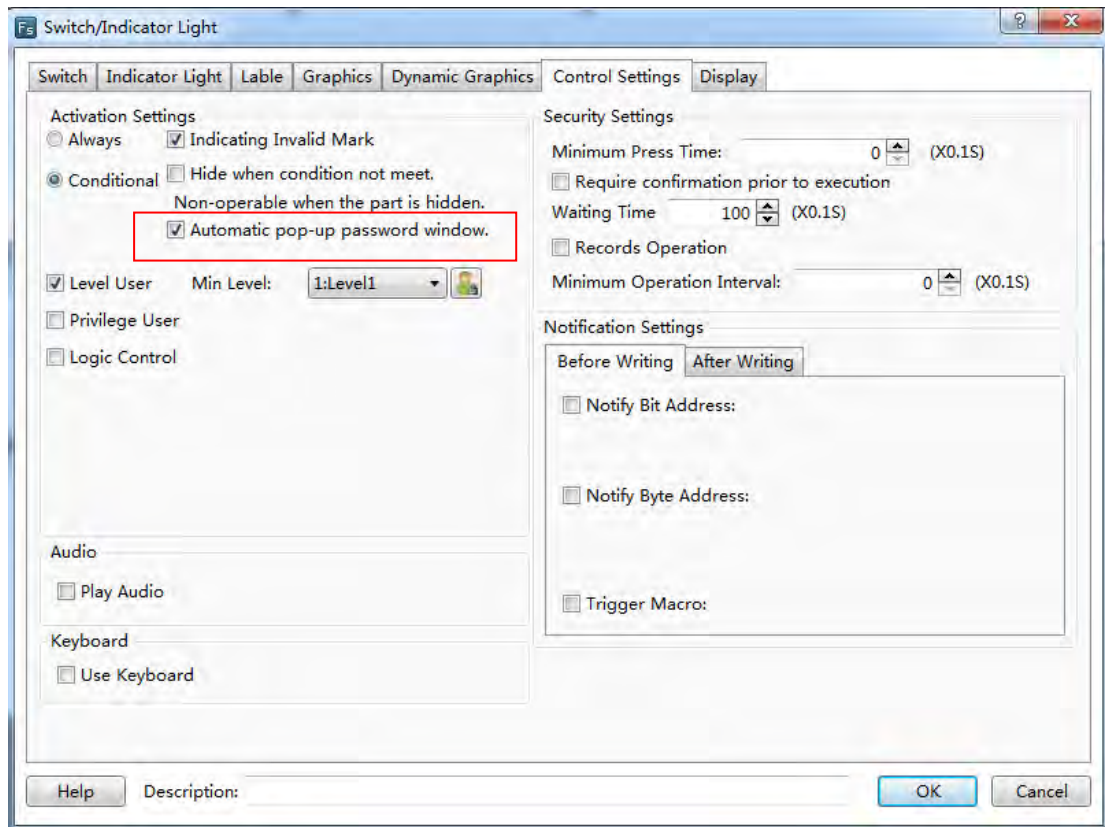 Fs Switch/Indicator Light
Switch Indicator Light Lable Graphics Dynamic Graphics Control Settings Display
Activation Settings
Always Indicating Invalid Mark
Conditional Hide when condition not meet.
Non-operable when the part is hidden.
Automatic pop-up password window.
Level User Min Level: 1:Level1
Privilege User
Logic Control
Audio
Play Audio
Keyboard
Use Keyboard
Security Settings
Minimum Press Time: 0 (X0.1S)
Require confirmation prior to execution
Waiting Time 100 (X0.1S)
Records Operation
Minimum Operation Interval: 0 (X0.1S)
Notification Settings
Before Writing After Writing
Notify Bit Address:
Notify Byte Address:
Trigger Macro:
Help Description: OK Cancel